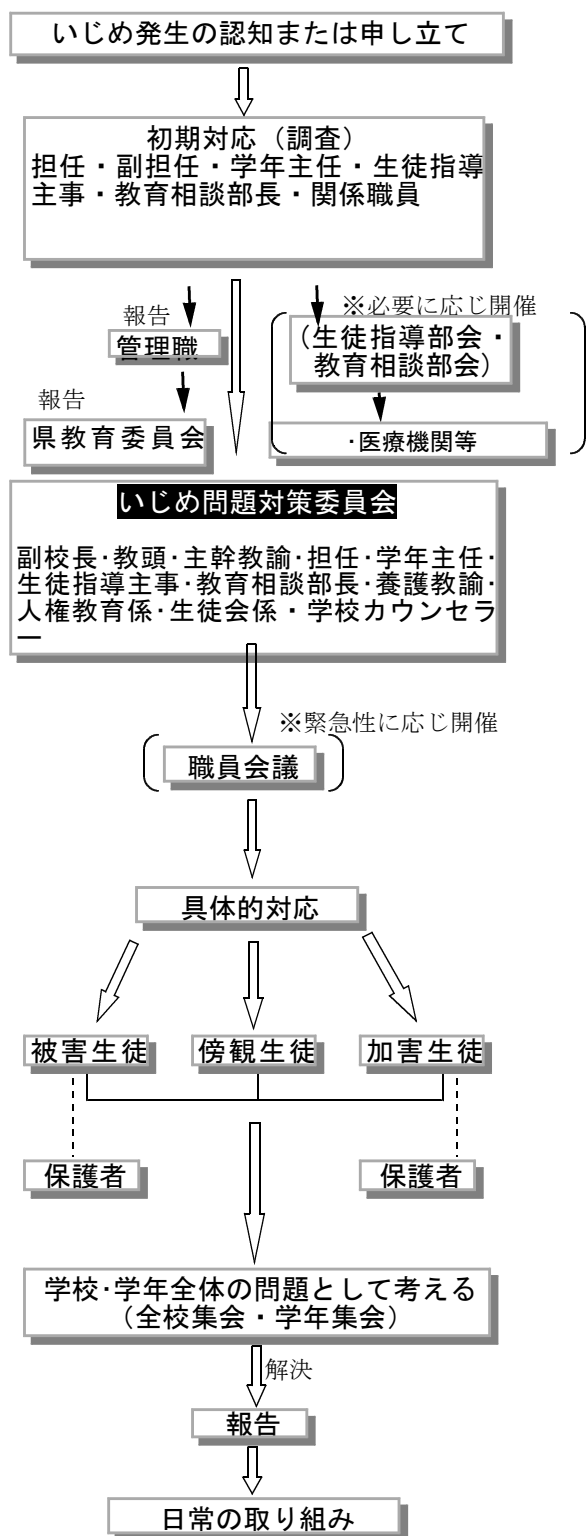 いじめ発生の認知または申し立て
初期対応（調査）
担任・副担任・学年主任・生徒指導
主事・教育相談部長・関係職員
報告
※必要に応じ開催
管理職
（生徒指導部会・
教育相談部会）
報告
県教育委員会
・医療機関等
いじめ問題対策委員会
副校長・教頭・主幹教諭・担任・学年主任・
生徒指導主事・教育相談部長・養護教諭・
人権教育係・生徒会係・学校カウンセラ
ー
※緊急性に応じ開催
職員会議
具体的対応
被害生徒
傍観生徒
加害生徒
保護者
保護者
学校・学年全体の問題として考える
（全校集会・学年集会）
解決
報告
日常の取り組み